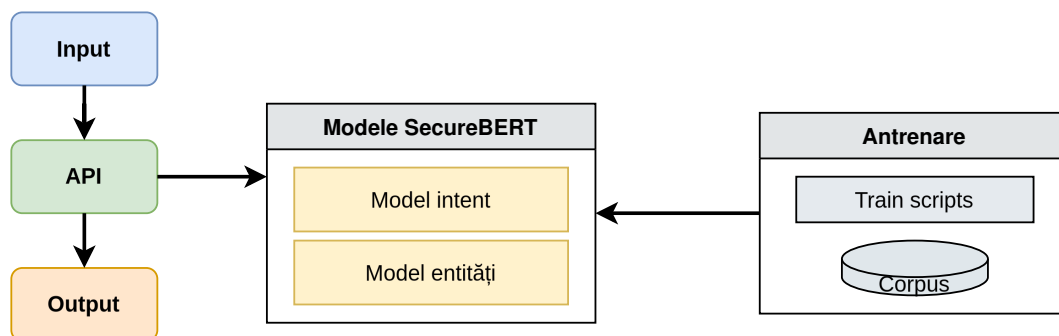 Input
API
Output
Modele SecureBERT
Model intent
Model entități
Antrenare
Train scripts
Corpus